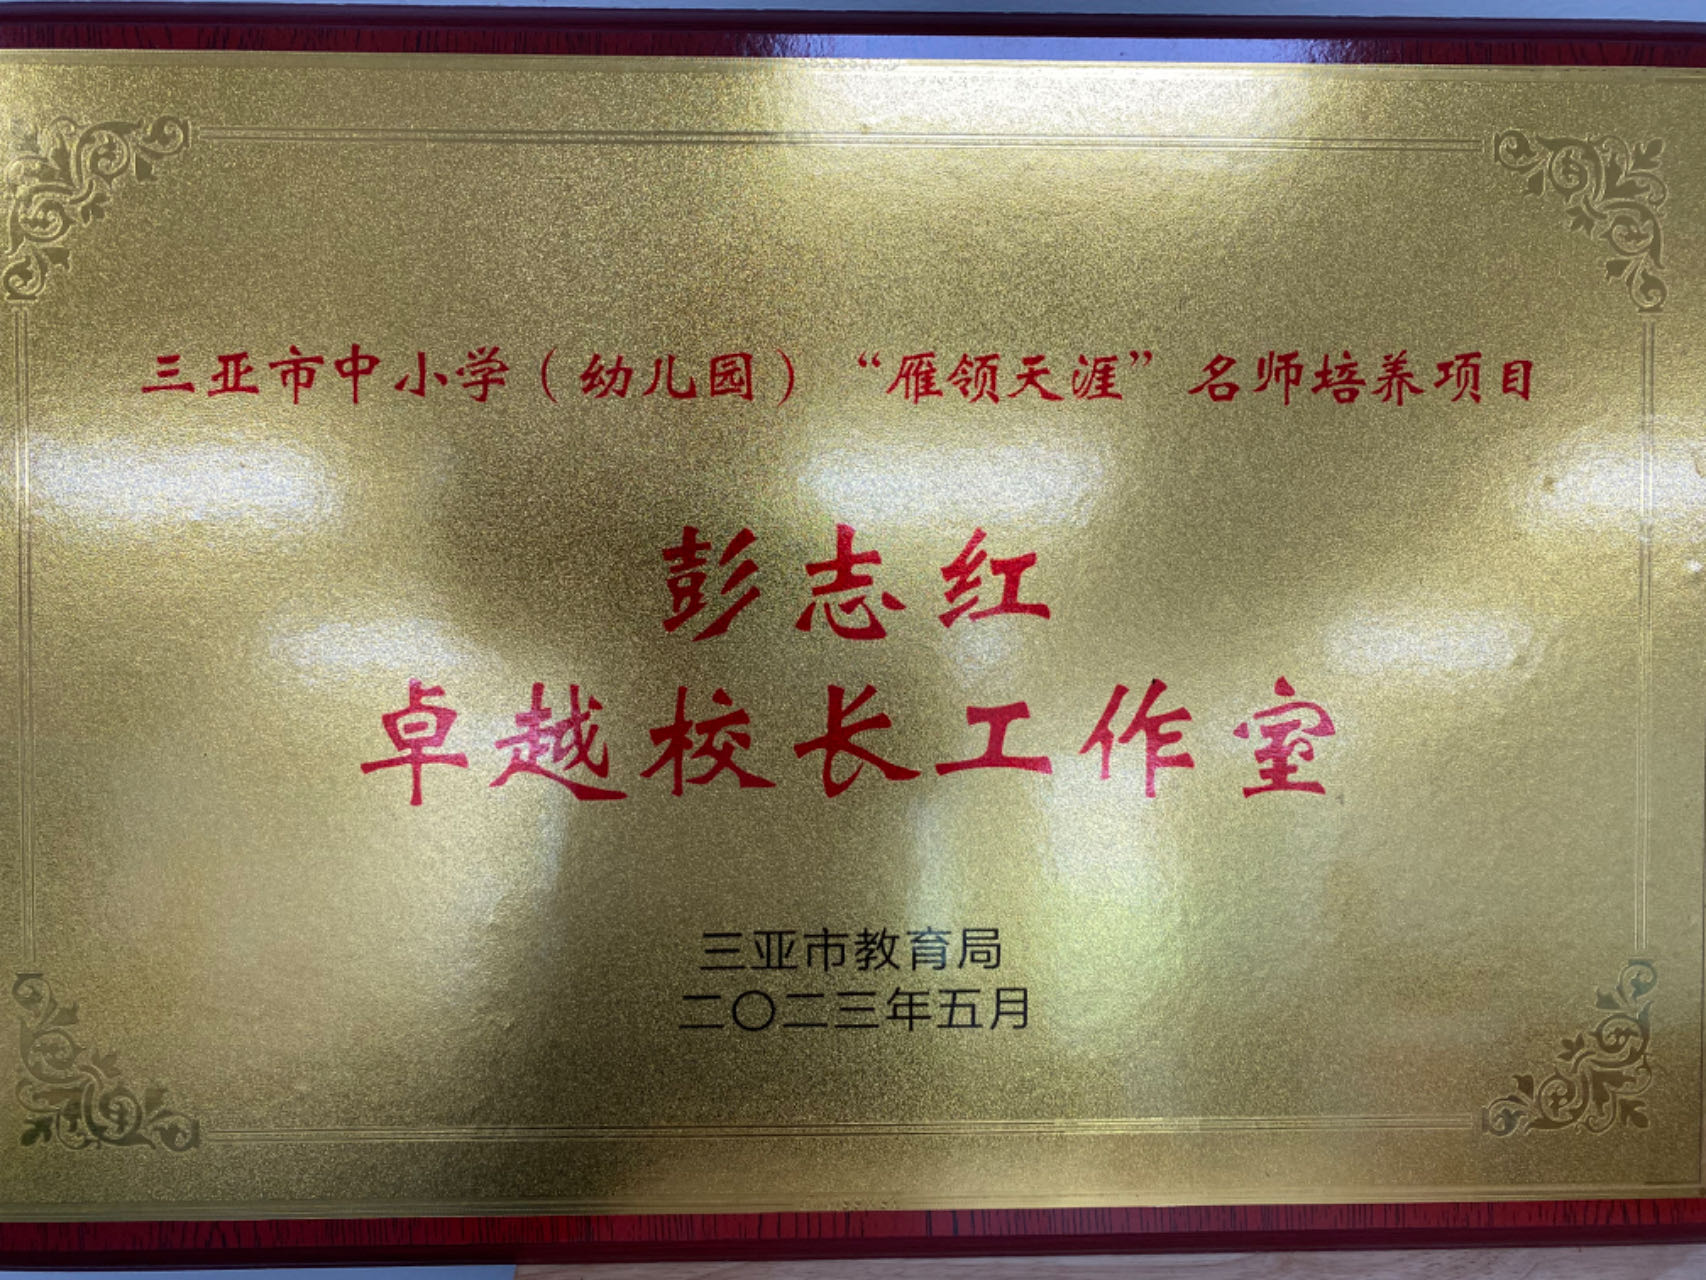 三亚市中小学（幼儿园）“雁领天涯”名师培养项目
彭志红
卓越校长工作室
三亚市教育局
二〇二三年五月